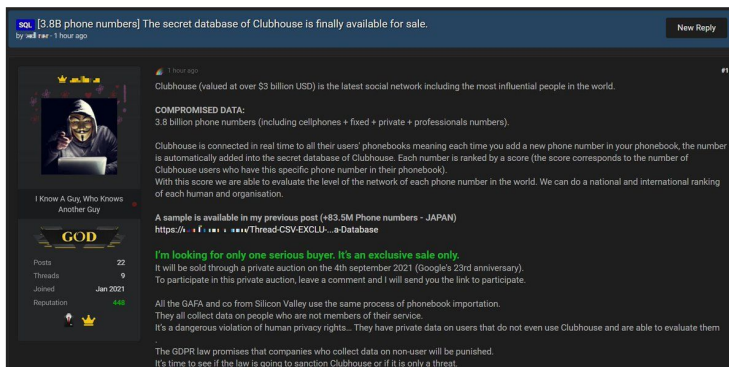 SQL [3.8B phone numbers] The secret database of Clubhouse is finally available for sale.
by - 1 hour ago
New Reply
1 hour ago
#1
Clubhouse (valued at over $3 billion USD) is the latest social network including the most influential people in the world.
COMPROMISED DATA:
3.8 billion phone numbers (including cellphones + fixed + private + professionals numbers).
Clubhouse is connected in real time to all their users' phonebooks meaning each time you add a new phone number in your phonebook, the number
is automatically added into the secret database of Clubhouse. Each number is ranked by a score (the score corresponds to the number of
Clubhouse users who have this specific phone number in their phonebook).
With this score we are able to evaluate the level of the network of each phone number in the world. We can do a national and international ranking
of each human and organisation.
A sample is available in my previous post (+83.5M Phone numbers - JAPAN)
https:// /Thread-CSV-EXCLU-...a-Database
I'm looking for only one serious buyer. It's an exclusive sale only.
It will be sold through a private auction on the 4th september 2021 (Google's 23rd anniversary).
To participate in this private auction, leave a comment and I will send you the link to participate.
All the GAFA and co from Silicon Valley use the same process of phonebook importation.
They all collect data on people who are not members of their service.
It's a dangerous violation of human privacy rights... They have private data on users that do not even use Clubhouse and are able to evaluate them
.
The GDPR law promises that companies who collect data on non-user will be punished.
It's time to see if the law is going to sanction Clubhouse or if it is only a threat.
I Know A Guy, Who Knows
Another Guy
GOD
Posts 22
Threads 9
Joined Jan 2021
Reputation 448